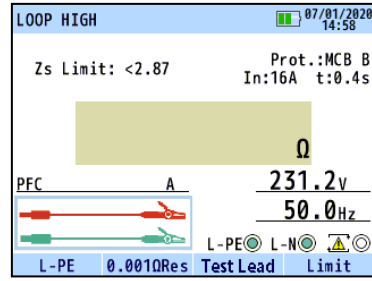 LOOP HIGH
07/01/2020
14:58
Zs Limit: <2.87
Prot.:MCB B
In:16A t:0.4s
Ω
PFC A
231.2V
50.0Hz
L-PE L-N
L-PE 0.001ΩRes Test Lead Limit